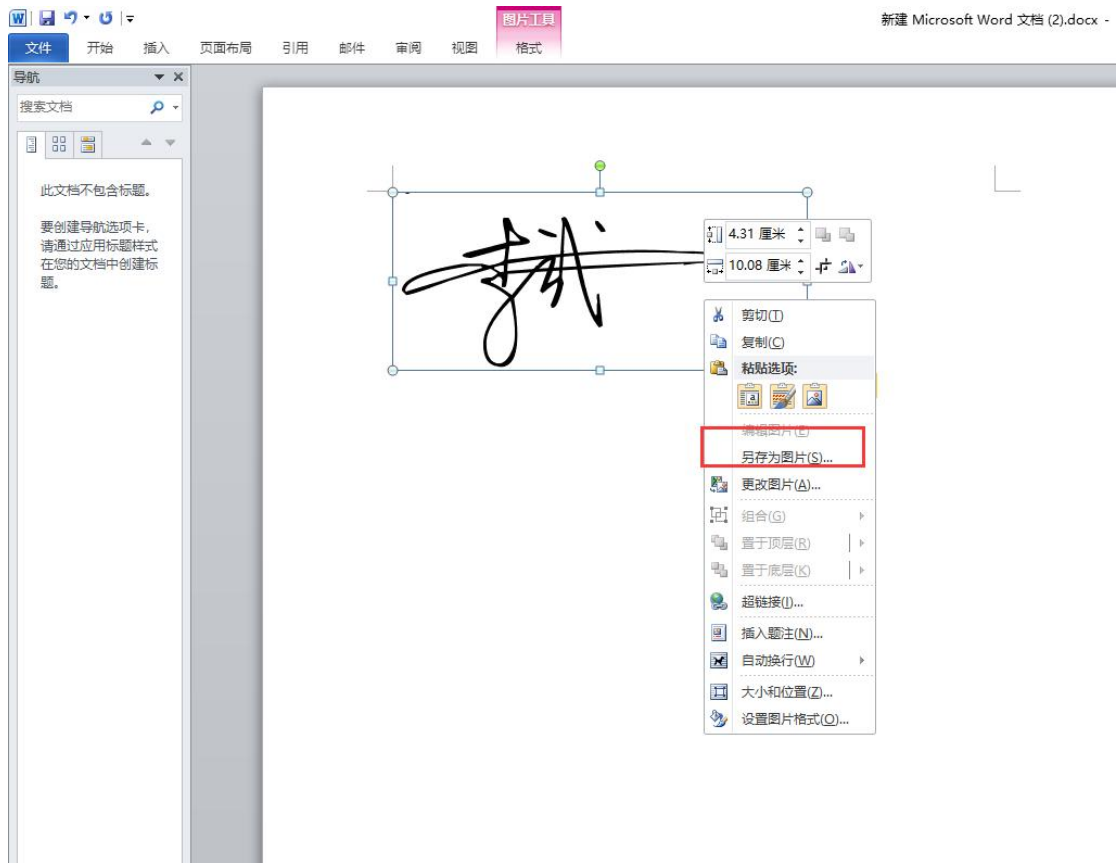 新建 Microsoft Word 文档 (2).docx -
图片工具
文件 开始 插入 页面布局 引用 邮件 审阅 视图 格式
导航
搜索文档
此文档不包含标题。
要创建导航选项卡，
请通过应用标题样式
在您的文档中创建标
题。
4.31 厘米
10.08 厘米
剪切(T)
复制(C)
粘贴选项:
编辑图片(E)
另存为图片(S)...
更改图片(A)...
组合(G)
置于顶层(R)
置于底层(K)
超链接(I)...
插入题注(N)...
自动换行(W)
大小和位置(Z)...
设置图片格式(O)...